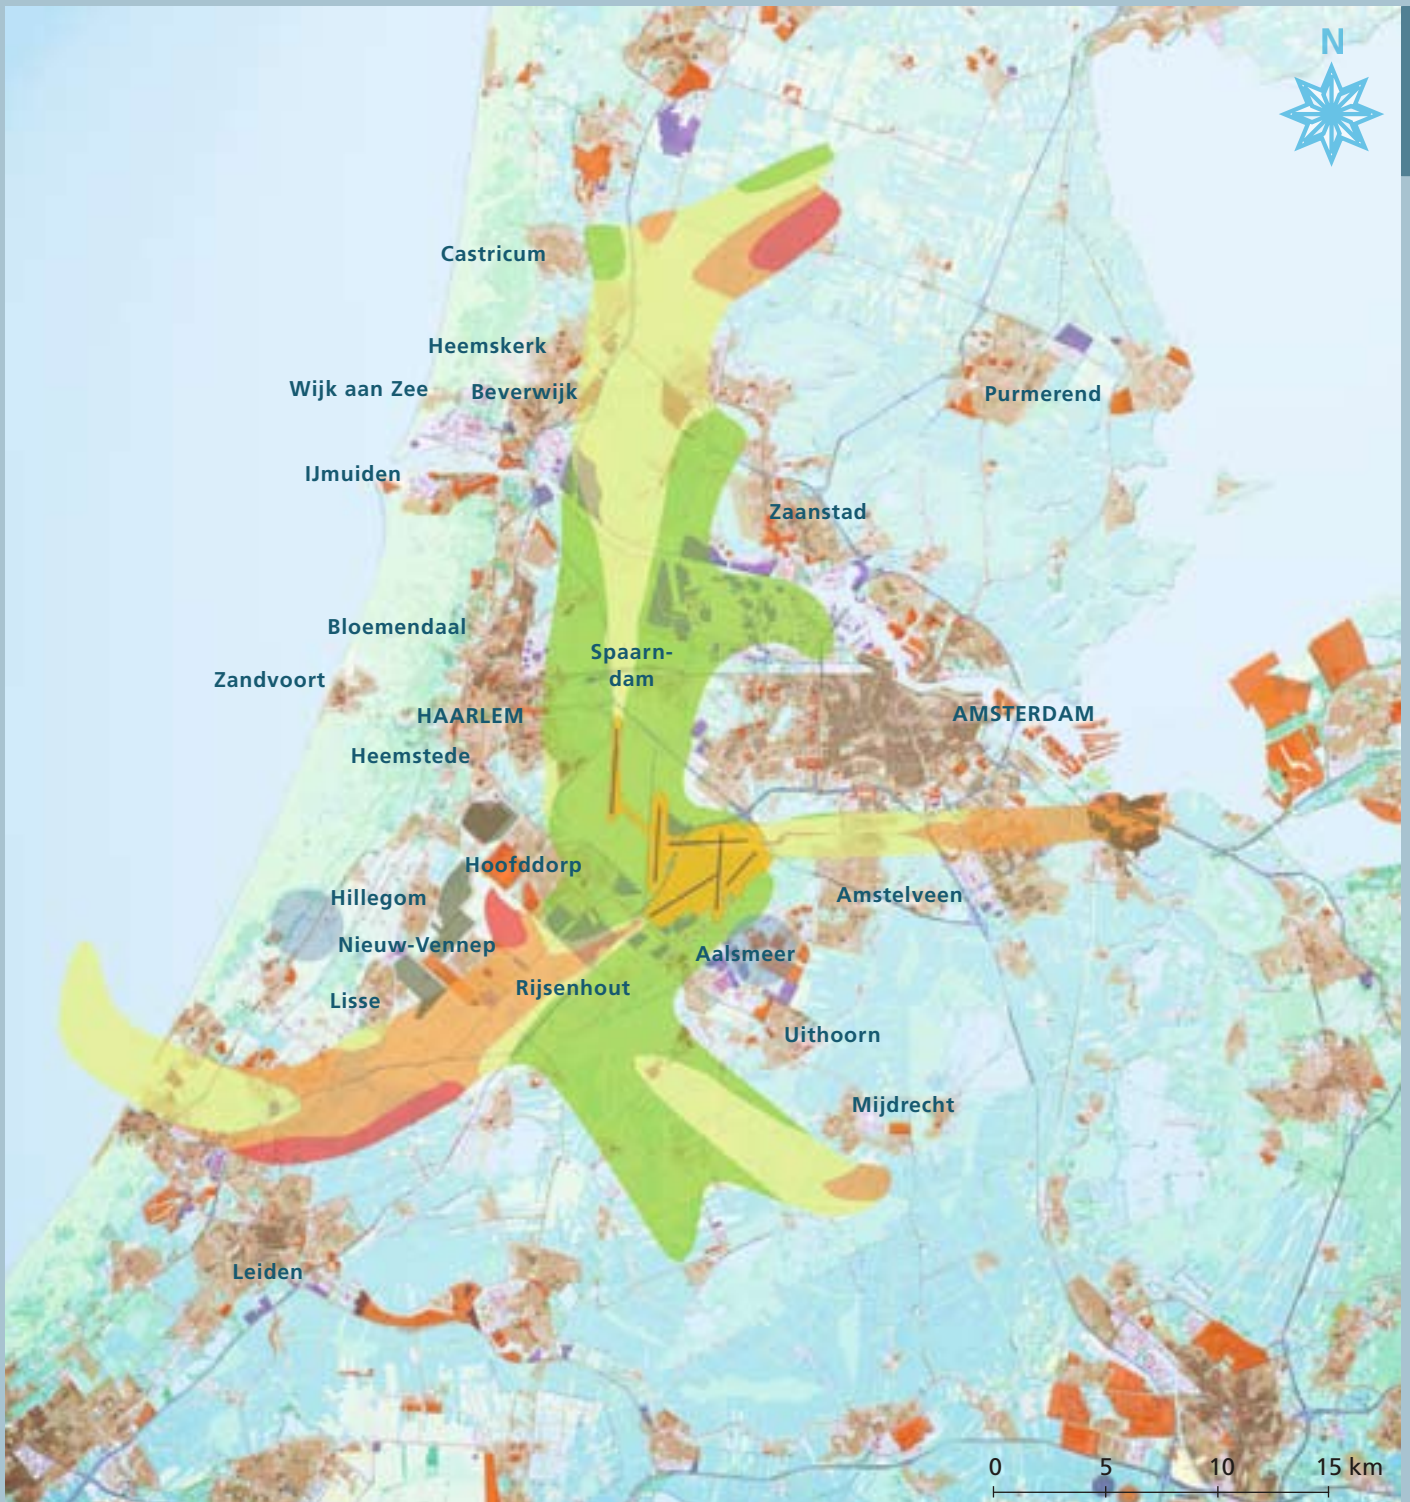 N
Castricum
Heemskerk
Wijk aan Zee
Beverwijk
Purmerend
IJmuiden
Zaanstad
Bloemendaal
Spaarn-
dam
Zandvoort
HAARLEM
AMSTERDAM
Heemstede
Hoofddorp
Hillegom
Amstelveen
Nieuw-Vennep
Aalsmeer
Rijsenhout
Lisse
Uithoorn
Mijdrecht
Leiden
0 5 10 15 km